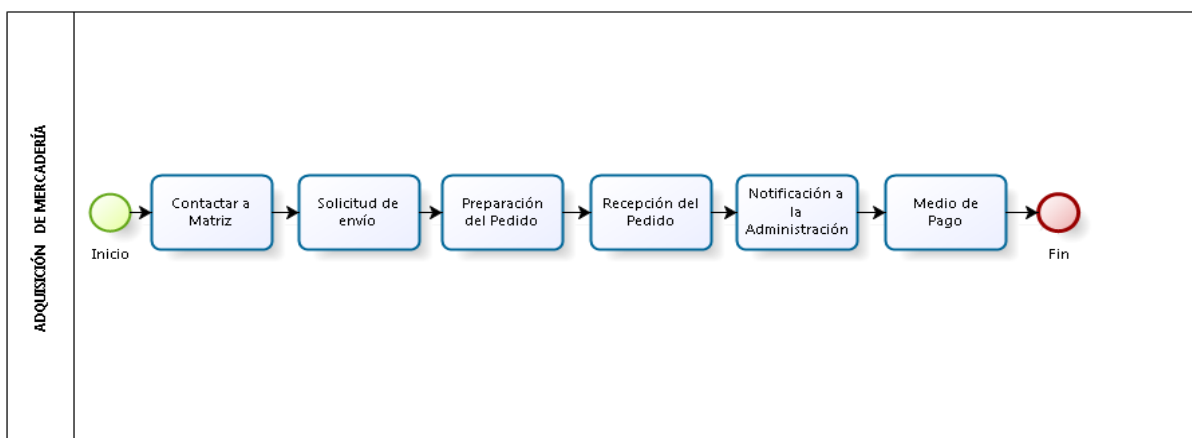 ADQUISICIÓN DE MERCADERÍA
Inicio
Contactar a
Matriz
Solicitud de
envío
Preparación
del Pedido
Recepción del
Pedido
Notificación a
la
Administración
Medio de
Pago
Fin